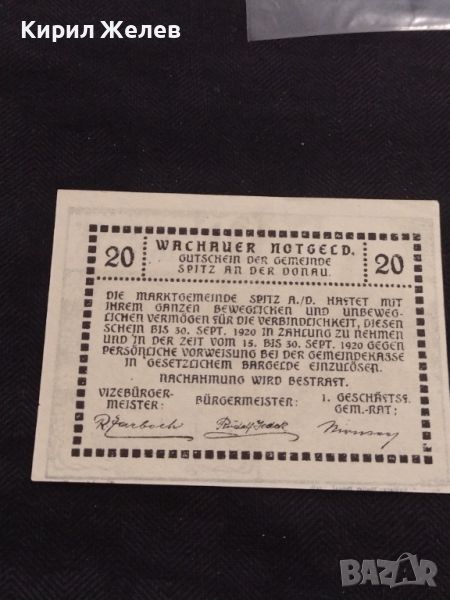 Кирил Желев
20
WACHAUER NOTGELD.
GUTSCHEIN DER GEMEINDE
SPITZ AN DER DONAU.
20
DIE MARKTGEMEINDE SPITZ A./D. HAFTET MIT
IHREM GANZEN BEWEGLICHEN UND UNBEWEG-
LICHEN VERMÖGEN FÜR DIE VERBINDLICHKEIT, DIESEN
SCHEIN BIS 30. SEPT. 1920 IN ZAHLUNG ZU NEHMEN
UND IN DER ZEIT VOM 15. BIS 30. SEPT. 1920 GEGEN
PERSÖNLICHE VORWEISUNG BEI DER GEMEINDEKASSE
IN GESETZLICHEM BARGELDE EINZULÖSEN.
NACHAHMUNG WIRD BESTRAFT.
VIZEBÜRGER-
MEISTER:
BÜRGERMEISTER:
1. GESCHÄFTSF.
GEM.-RAT:
BAZAR